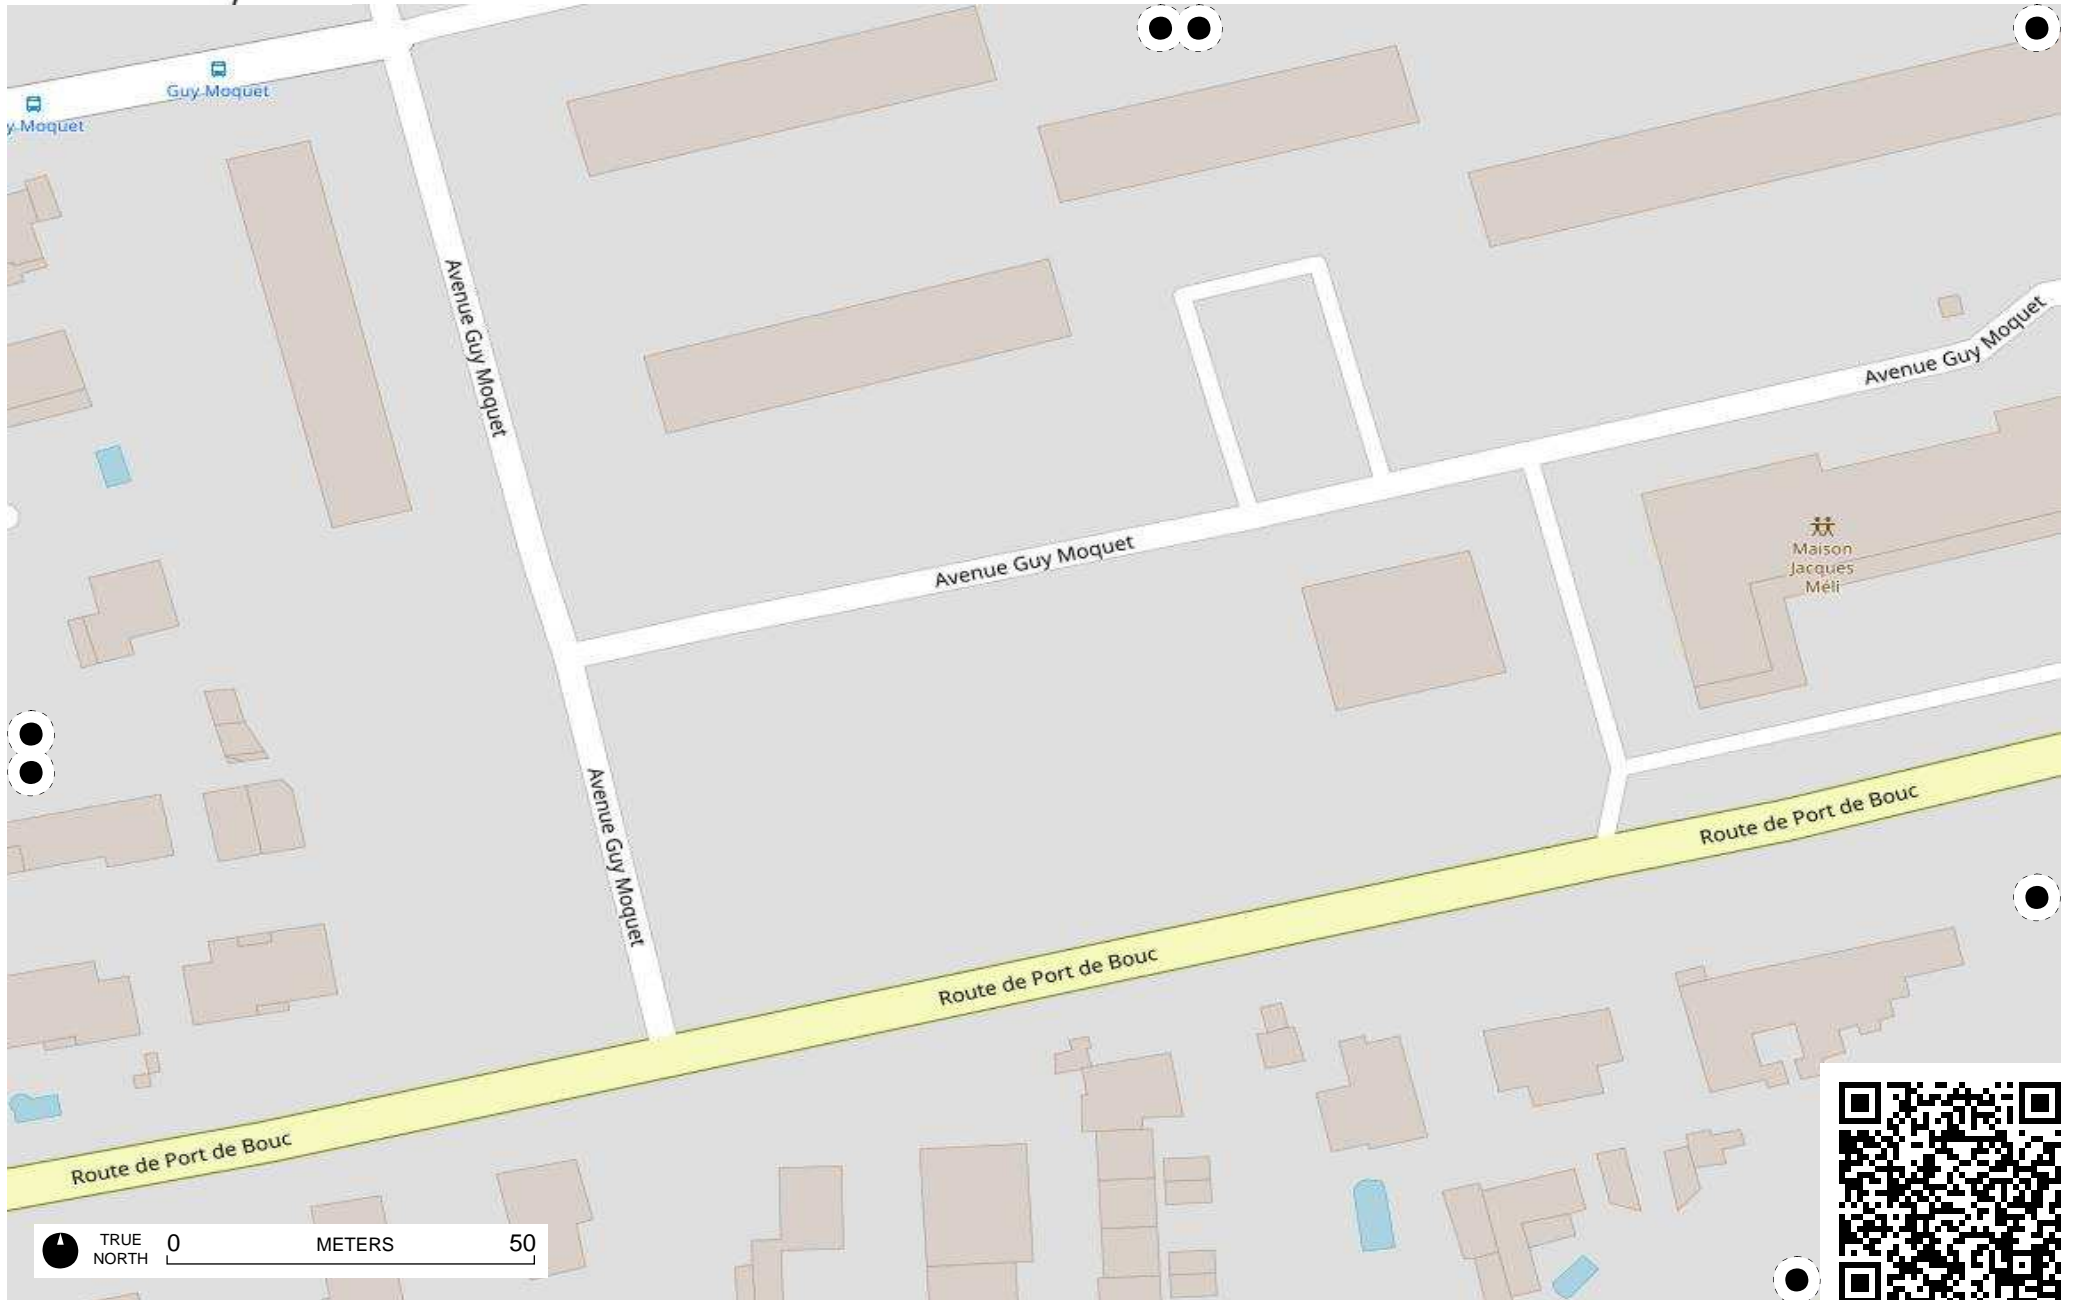 Guy Moquet
y Moquet
Avenue Guy Moquet
Avenue Guy Moquet
Avenue Guy Moquet
Maison
Jacques
Méli
Avenue Guy Moquet
Route de Port de Bouc
Route de Port de Bouc
Route de Port de Bouc
TRUE
NORTH
0 METERS 50